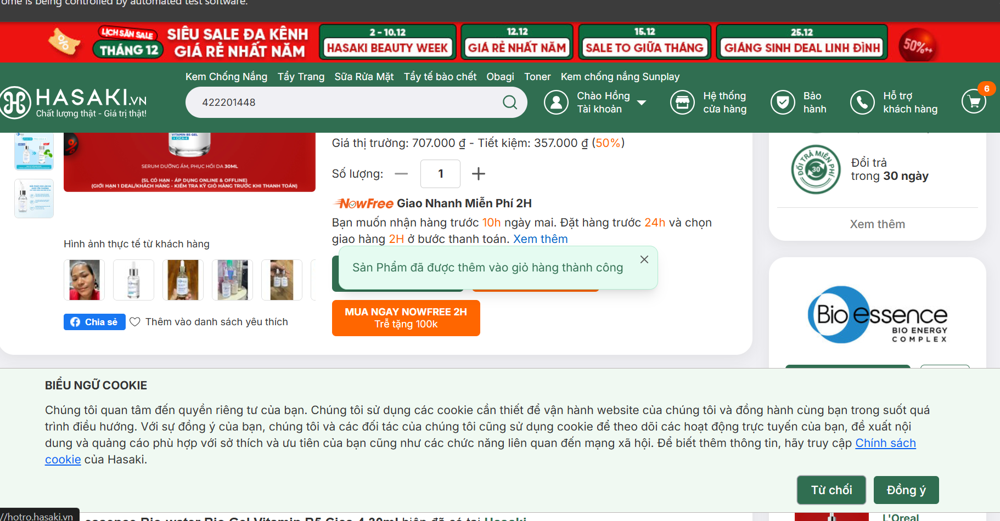 ome is being controlled by automated test software.
LỊCH SĂN SALE
THÁNG 12
SIÊU SALE ĐA KÊNH
GIÁ RẺ NHẤT NĂM
2 - 10.12
HASAKI BEAUTY WEEK
12.12
GIÁ RẺ NHẤT NĂM
15.12
SALE TO GIỮA THÁNG
25.12
GIÁNG SINH DEAL LINH ĐÌNH
50%++
Kem Chống Nắng Tẩy Trang Sữa Rửa Mặt Tẩy tế bào chết Obagi Toner Kem chống nắng Sunplay
HASAKI.VN
Chất lượng thật - Giá trị thật!
422201448
Chào Hồng
Tài khoản
Hệ thống
cửa hàng
Bảo
hành
Hỗ trợ
khách hàng
6
VITAMIN B5 GEL
+ CICA-4
SERUM DƯỠNG ẨM, PHỤC HỒI DA 30ML
(SL CÓ HẠN - ÁP DỤNG ONLINE & OFFLINE)
(GIỚI HẠN 1 DEAL/KHÁCH HÀNG - KIỂM TRA KỸ GIỎ HÀNG TRƯỚC KHI THANH TOÁN)
Hình ảnh thực tế từ khách hàng
Chia sẻ
Thêm vào danh sách yêu thích
Giá thị trường: 707.000 ₫ - Tiết kiệm: 357.000 ₫ (50%)
Số lượng:
1
NowFree Giao Nhanh Miễn Phí 2H
Bạn muốn nhận hàng trước 10h ngày mai. Đặt hàng trước 24h và chọn
giao hàng 2H ở bước thanh toán. Xem thêm
Sản Phẩm đã được thêm vào giỏ hàng thành công
MUA NGAY NOWFREE 2H
Trễ tặng 100k
ĐỔI TRẢ MIỄN PHÍ
30
Đổi trả
trong 30 ngày
Xem thêm
Bio essence
BIO ENERGY
COMPLEX
BIỂU NGỮ COOKIE
Chúng tôi quan tâm đến quyền riêng tư của bạn. Chúng tôi sử dụng các cookie cần thiết để vận hành website của chúng tôi và đồng hành cùng bạn trong suốt quá
trình điều hướng. Với sự đồng ý của bạn, chúng tôi và các đối tác của chúng tôi cũng sử dụng cookie để theo dõi các hoạt động trực tuyến của bạn, đề xuất nội
dung và quảng cáo phù hợp với sở thích và ưu tiên của bạn cũng như các chức năng liên quan đến mạng xã hội. Để biết thêm thông tin, hãy truy cập Chính sách
cookie của Hasaki.
Từ chối
Đồng ý
//hotro.hasaki.vn
essence Bio-water Bio-Gel Vitamin B5 Cica-4 30ml hiện đã có tại Hasaki
L'Oreal